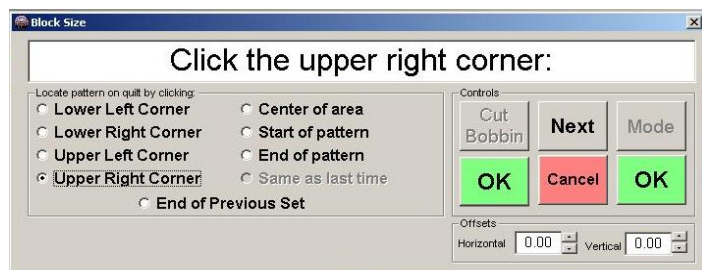 Block Size
Click the upper right corner:
Locate pattern on quilt by clicking:
Lower Left Corner
Center of area
Lower Right Corner
Start of pattern
Upper Left Corner
End of pattern
Upper Right Corner
Same as last time
End of Previous Set
Controls
Cut Bobbin
Next
Mode
OK
Cancel
OK
Offsets
Horizontal 0.00 Vertical 0.00